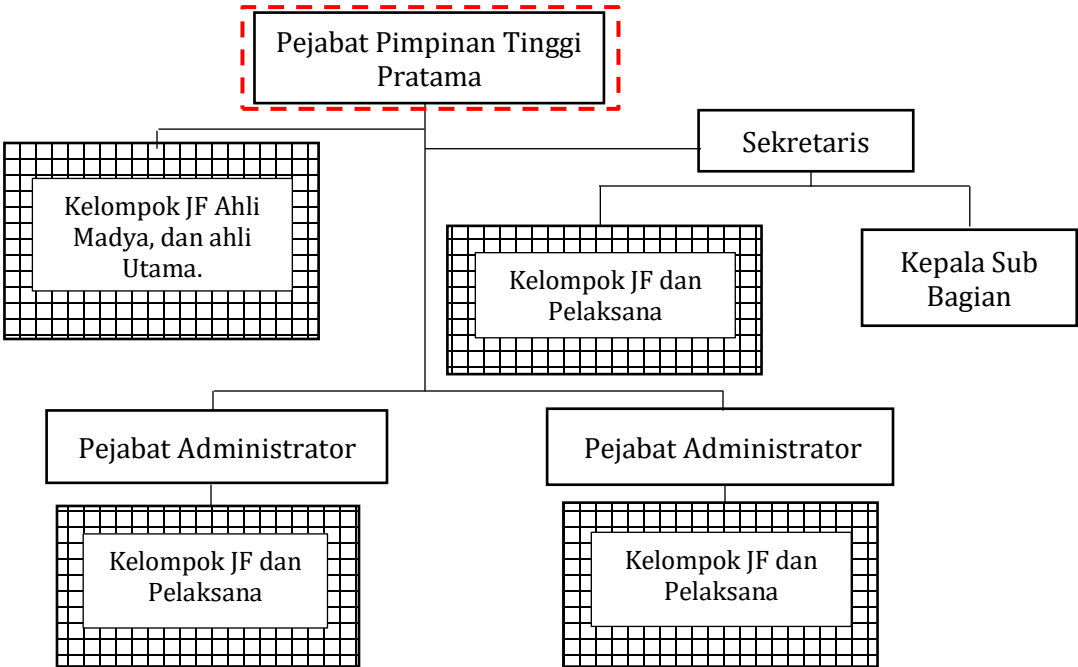 Pejabat Pimpinan Tinggi
Pratama
Sekretaris
Kelompok JF Ahli
Madya, dan ahli
Utama.
Kelompok JF dan
Pelaksana
Kepala Sub
Bagian
Pejabat Administrator
Pejabat Administrator
Kelompok JF dan
Pelaksana
Kelompok JF dan
Pelaksana